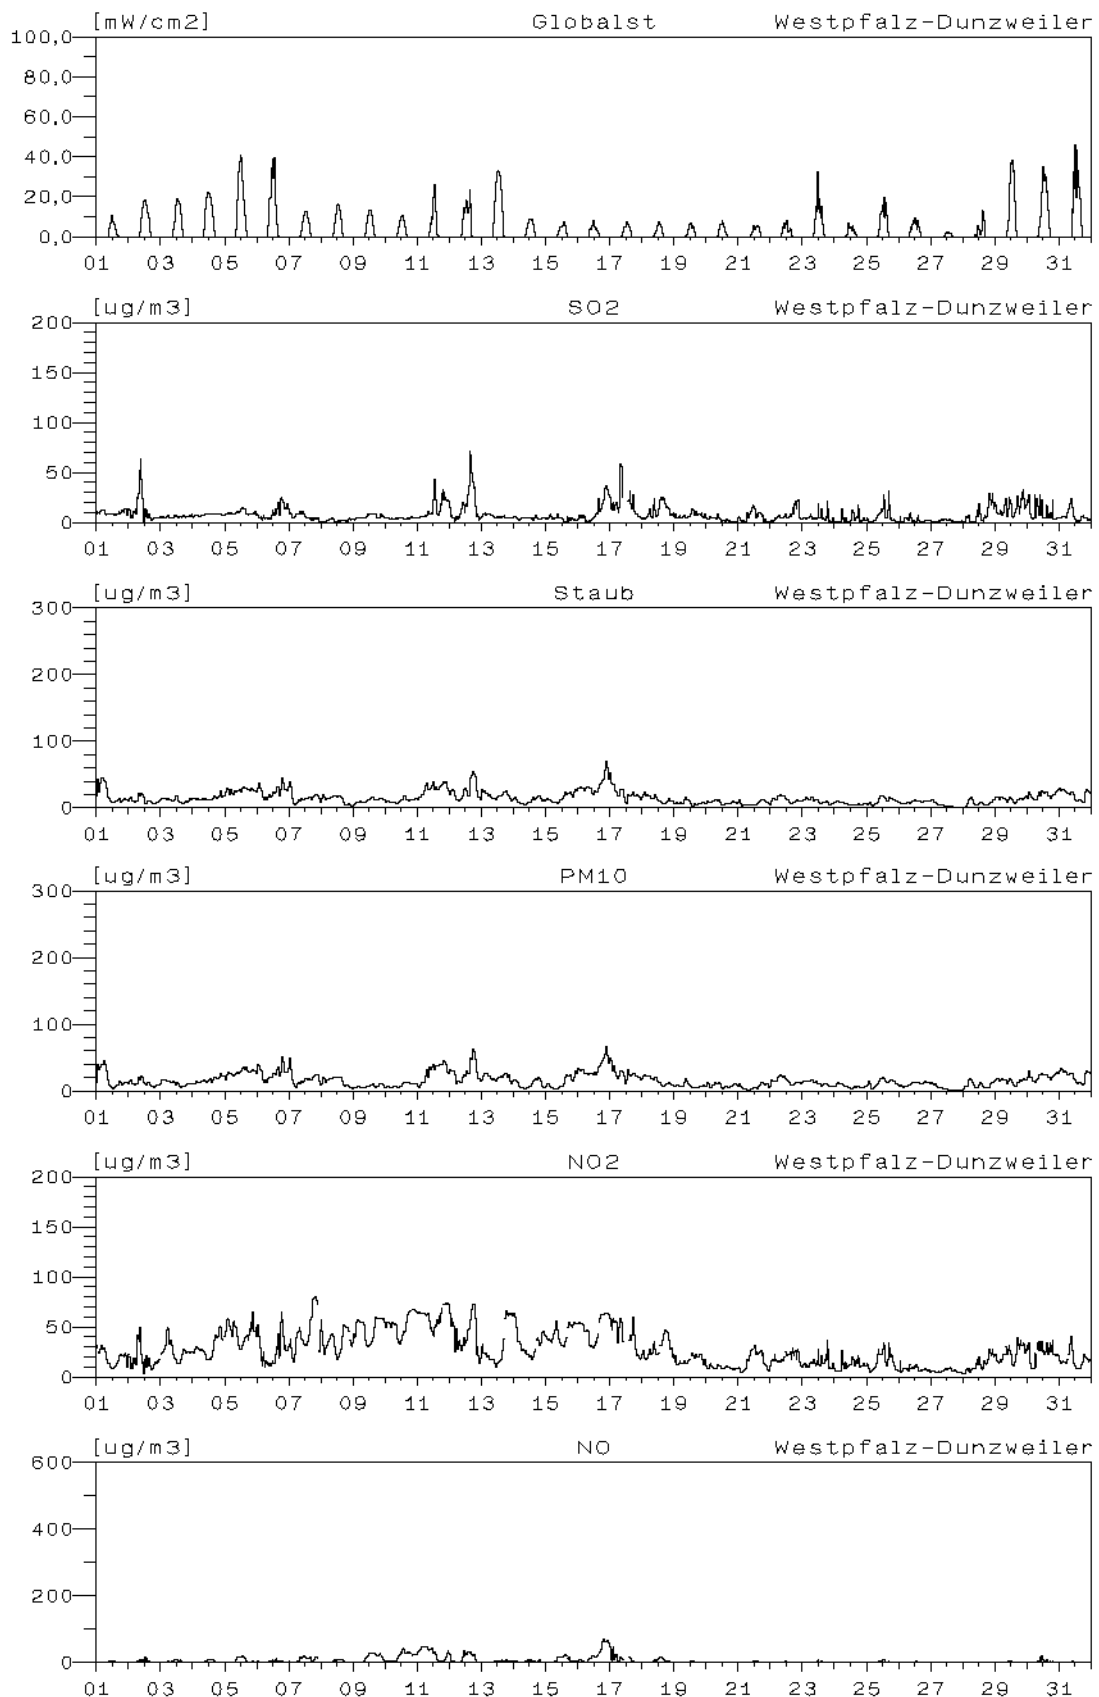 [mW/cm2] Globalst Westpfalz-Dunzweiler
100,0
80,0
60,0
40,0
20,0
0,0
01 03 05 07 09 11 13 15 17 19 21 23 25 27 29 31
[ug/m3] SO2 Westpfalz-Dunzweiler
200
150
100
50
0
01 03 05 07 09 11 13 15 17 19 21 23 25 27 29 31
[ug/m3] Staub Westpfalz-Dunzweiler
300
200
100
0
01 03 05 07 09 11 13 15 17 19 21 23 25 27 29 31
[ug/m3] PM10 Westpfalz-Dunzweiler
300
200
100
0
01 03 05 07 09 11 13 15 17 19 21 23 25 27 29 31
[ug/m3] NO2 Westpfalz-Dunzweiler
200
150
100
50
0
01 03 05 07 09 11 13 15 17 19 21 23 25 27 29 31
[ug/m3] NO Westpfalz-Dunzweiler
600
400
200
0
01 03 05 07 09 11 13 15 17 19 21 23 25 27 29 31